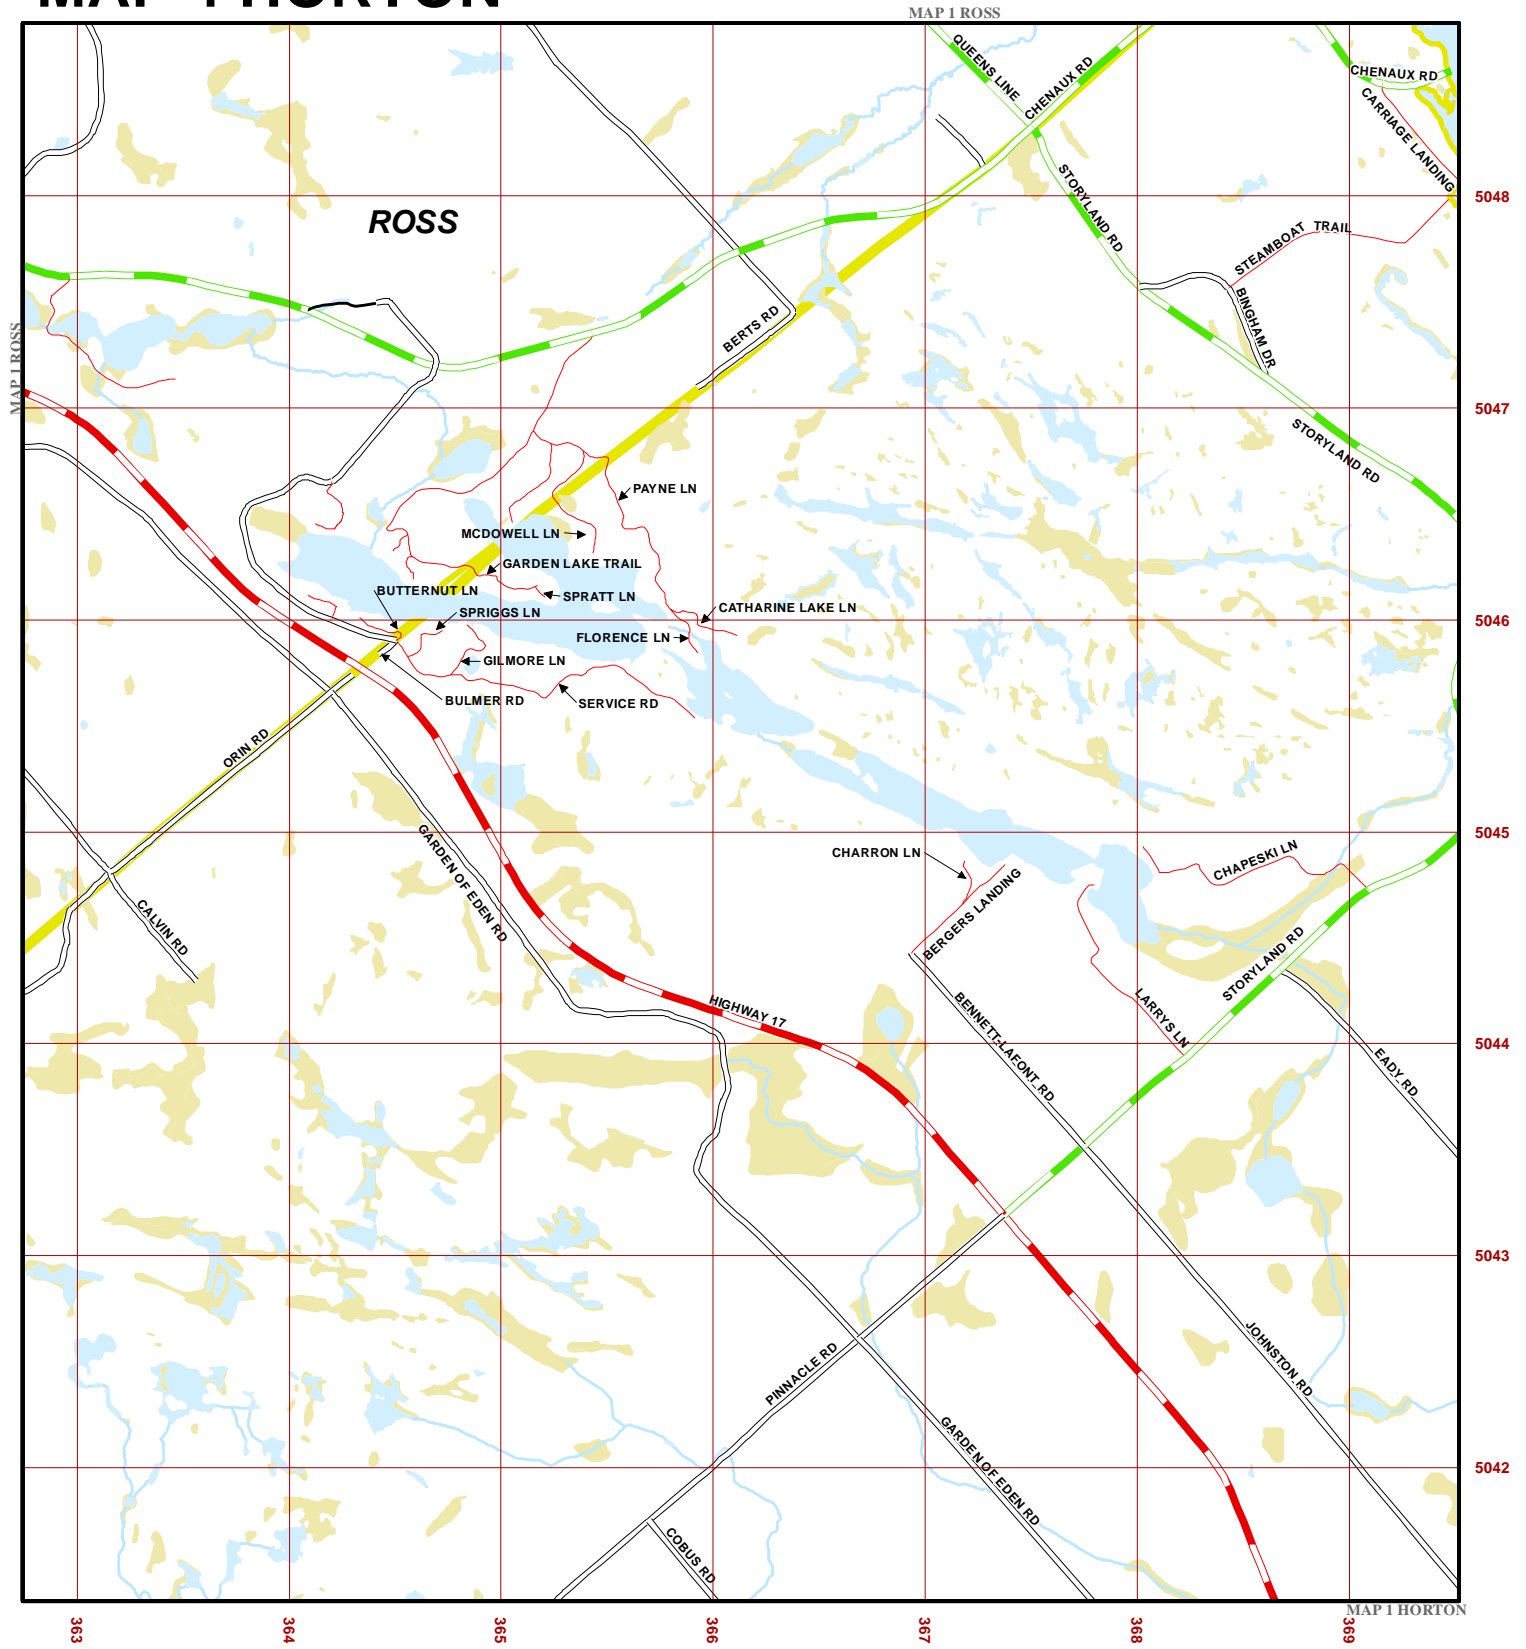 MAP 1 HORTON
MAP 1 ROSS
QUEENS LINE
CHENAUX RD
CHENAUX RD
CARRIAGE LANDING
5048
STORYLAND RD
ROSS
STEAMBOAT TRAIL
BINGHAM DR
BERTS RD
MAP 1 ROSS
5047
STORYLAND RD
PAYNE LN
MCDOWELL LN
GARDEN LAKE TRAIL
BUTTERNUT LN
SPRATT LN
SPRIGGS LN
CATHARINE LAKE LN
5046
FLORENCE LN
GILMORE LN
BULMER RD
SERVICE RD
ORIN RD
5045
GARDEN OF EDEN RD
CHARRON LN
CHAPESKI LN
BERGERS LANDING
CALVIN RD
STORYLAND RD
HIGHWAY 17
BENNETT-LAFONT RD
LARRYS LN
5044
EADY RD
5043
JOHNSTON RD
PINNACLE RD
GARDEN OF EDEN RD
5042
COBUS RD
MAP 1 HORTON
363
364
365
366
367
368
369